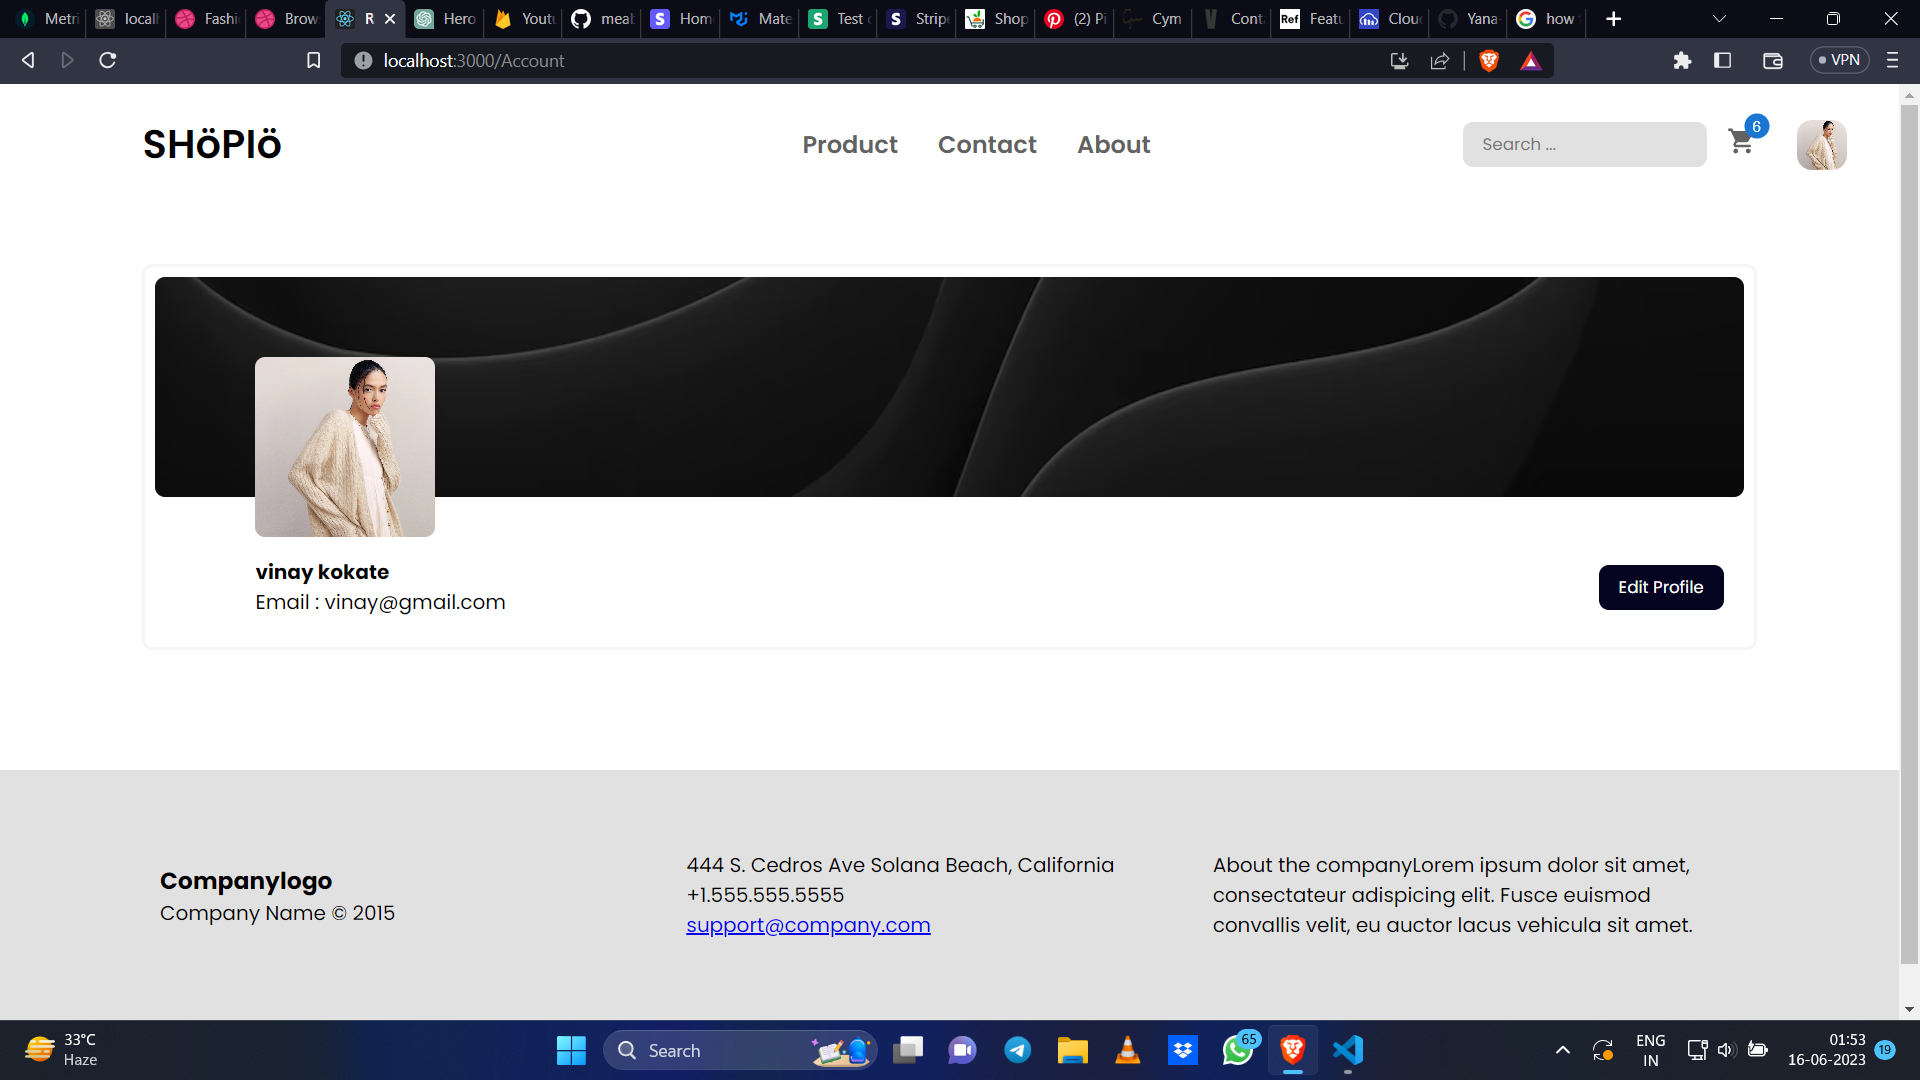 Metri
locall
Fashi
Brow
R
Hero
Youtu
meab
Hom
Mate
Test
Stripe
Shop
(2) Pi
Cym
Cont
Ref Featu
Clou
Yana
how
localhost:3000/Account
VPN
SHöPlö
Product
Contact
About
Search ...
6
vinay kokate
Email : vinay@gmail.com
Edit Profile
Companylogo
Company Name © 2015
444 S. Cedros Ave Solana Beach, California
+1.555.555.5555
support@company.com
About the companyLorem ipsum dolor sit amet,
consectateur adispicing elit. Fusce euismod
convallis velit, eu auctor lacus vehicula sit amet.
33°C
Haze
Search
65
ENG
IN
01:53
16-06-2023
19